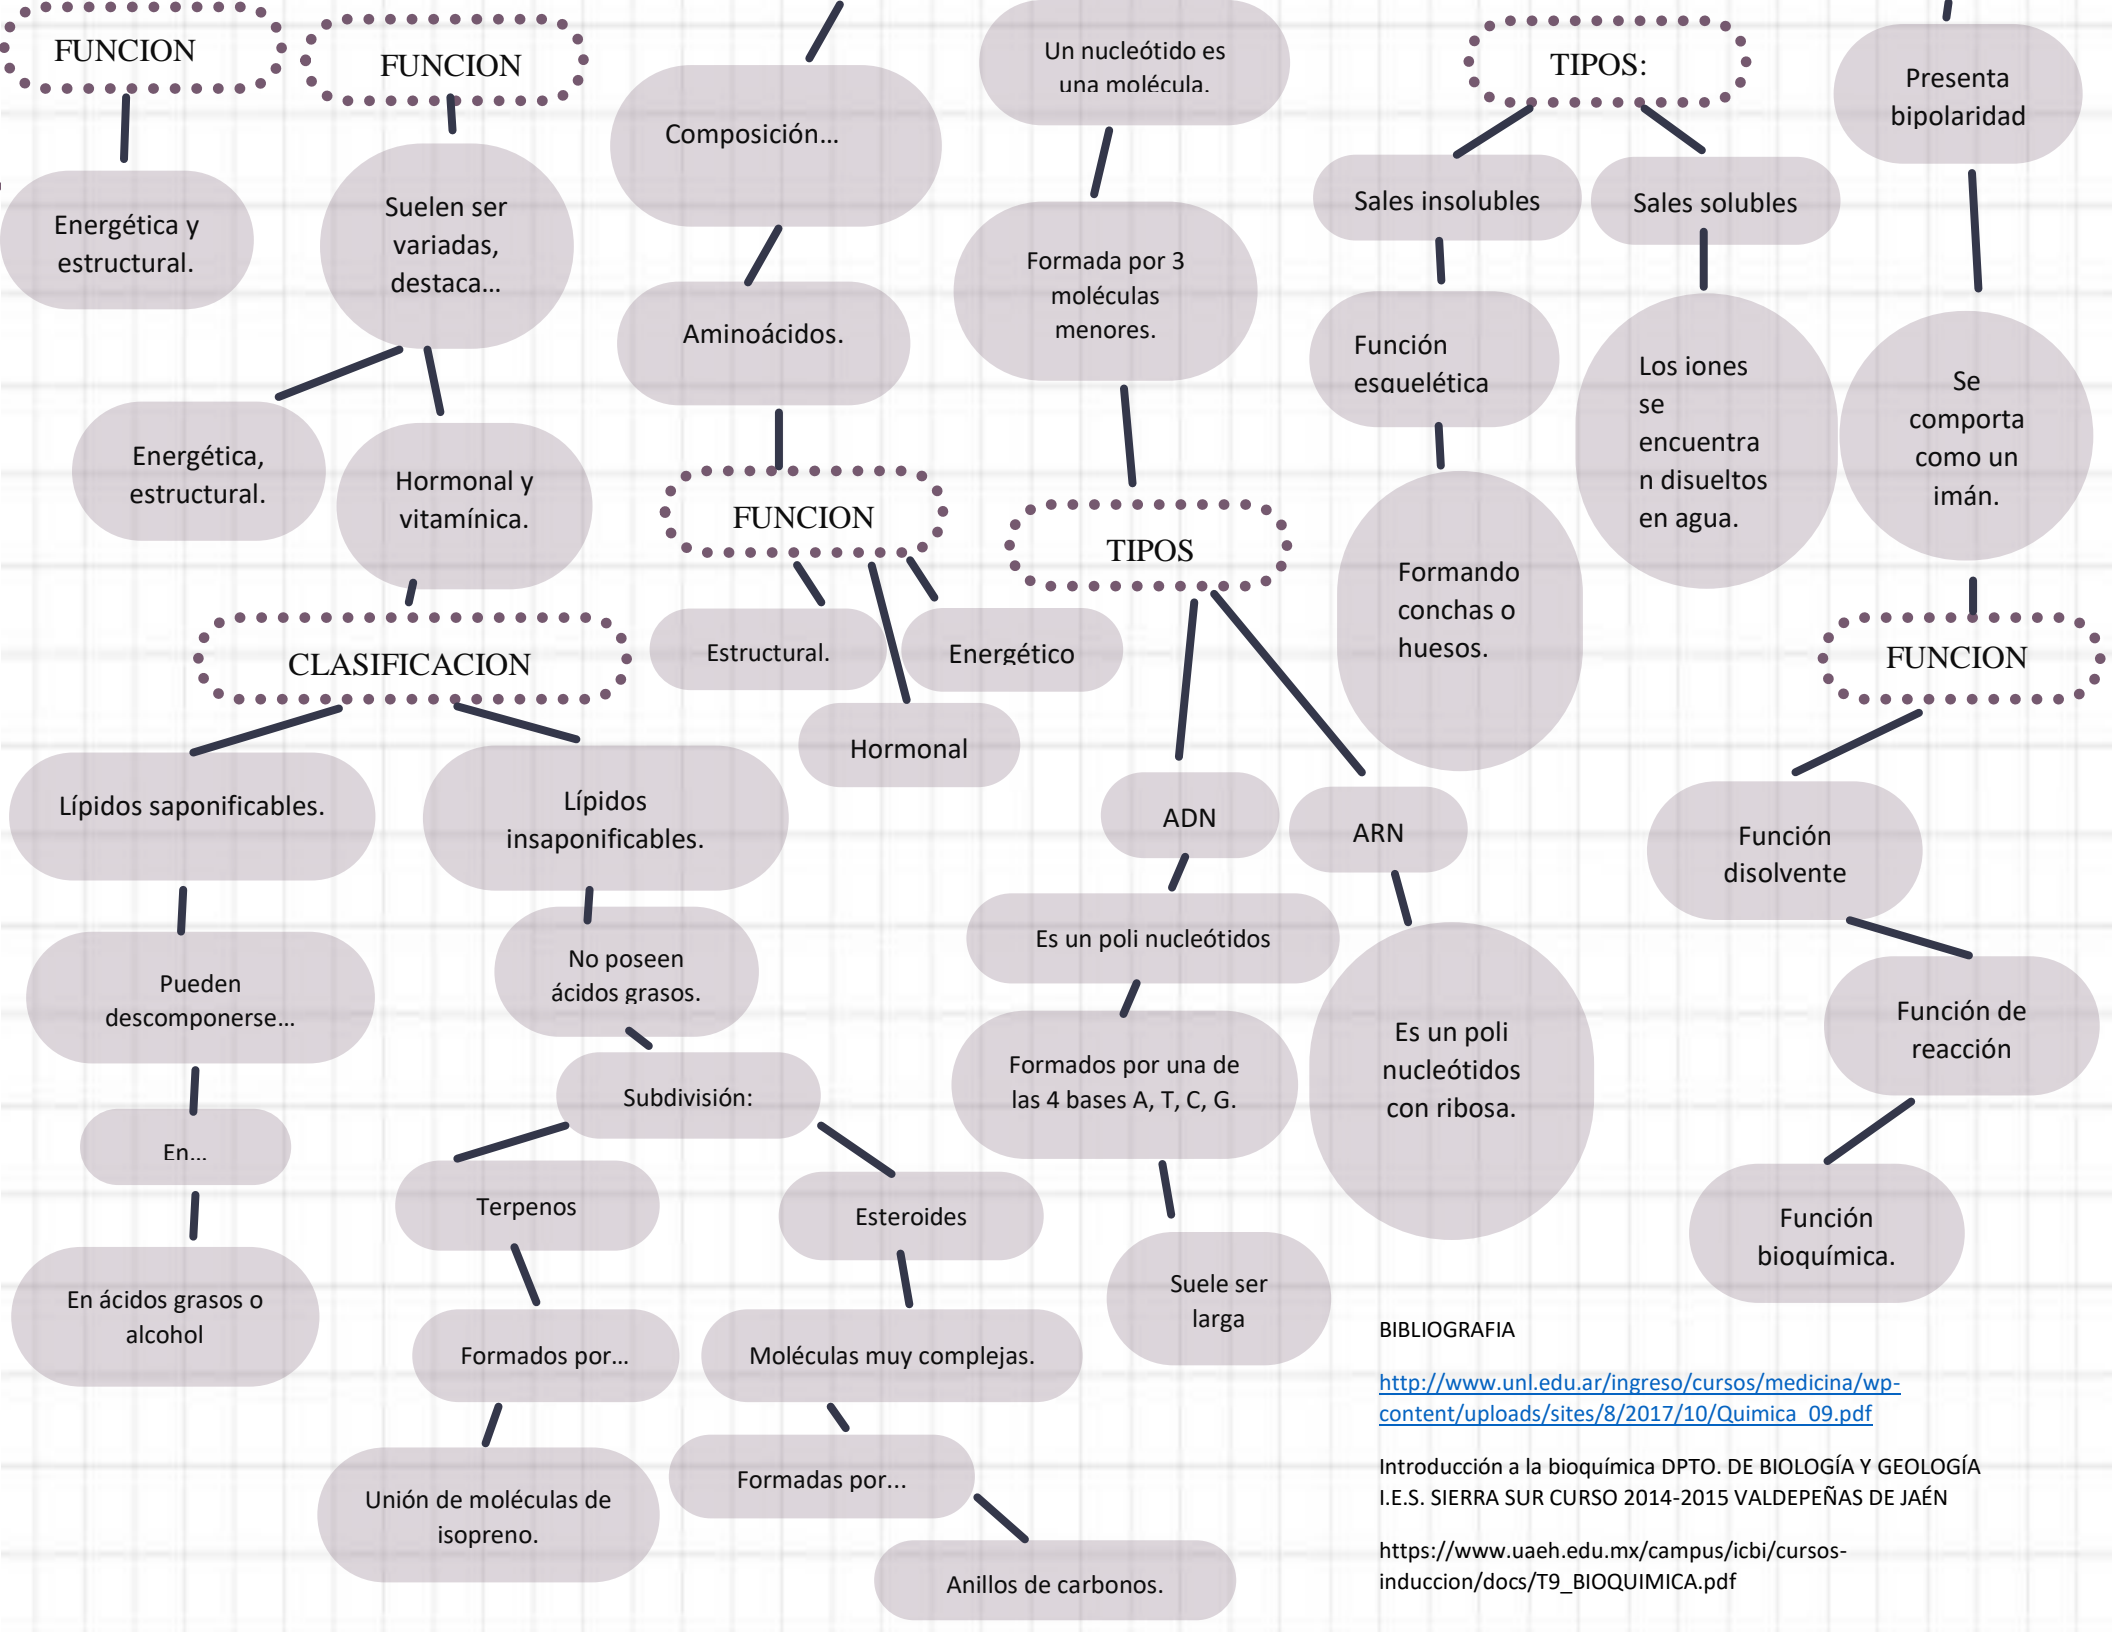 FUNCION
Energética y
estructural.
FUNCION
Suelen ser
variadas,
destaca...
Energética,
estructural.
Hormonal y
vitamínica.
CLASIFICACION
Lípidos saponificables.
Pueden
descomponerse...
En...
En ácidos grasos o
alcohol
Lípidos
insaponificables.
No poseen
ácidos grasos.
Subdivisión:
Terpenos
Formados por...
Unión de moléculas de
isopreno.
Esteroides
Moléculas muy complejas.
Formadas por...
Anillos de carbonos.
Composición...
Aminoácidos.
FUNCION
Estructural.
Energético
Hormonal
Un nucleótido es
una molécula.
Formada por 3
moléculas
menores.
TIPOS
ADN
Es un poli nucleótidos
Formados por una de
las 4 bases A, T, C, G.
Suele ser
larga
ARN
Es un poli
nucleótidos
con ribosa.
TIPOS:
Sales insolubles
Función
esquelética
Formando
conchas o
huesos.
Sales solubles
Los iones
se
encuentra
n disueltos
en agua.
Presenta
bipolaridad
Se
comporta
como un
imán.
FUNCION
Función
disolvente
Función de
reacción
Función
bioquímica.
BIBLIOGRAFIA
http://www.unl.edu.ar/ingreso/cursos/medicina/wp-
content/uploads/sites/8/2017/10/Quimica_09.pdf
Introducción a la bioquímica DPTO. DE BIOLOGÍA Y GEOLOGÍA
I.E.S. SIERRA SUR CURSO 2014-2015 VALDEPEÑAS DE JAÉN
https://www.uaeh.edu.mx/campus/icbi/cursos-
induccion/docs/T9_BIOQUIMICA.pdf